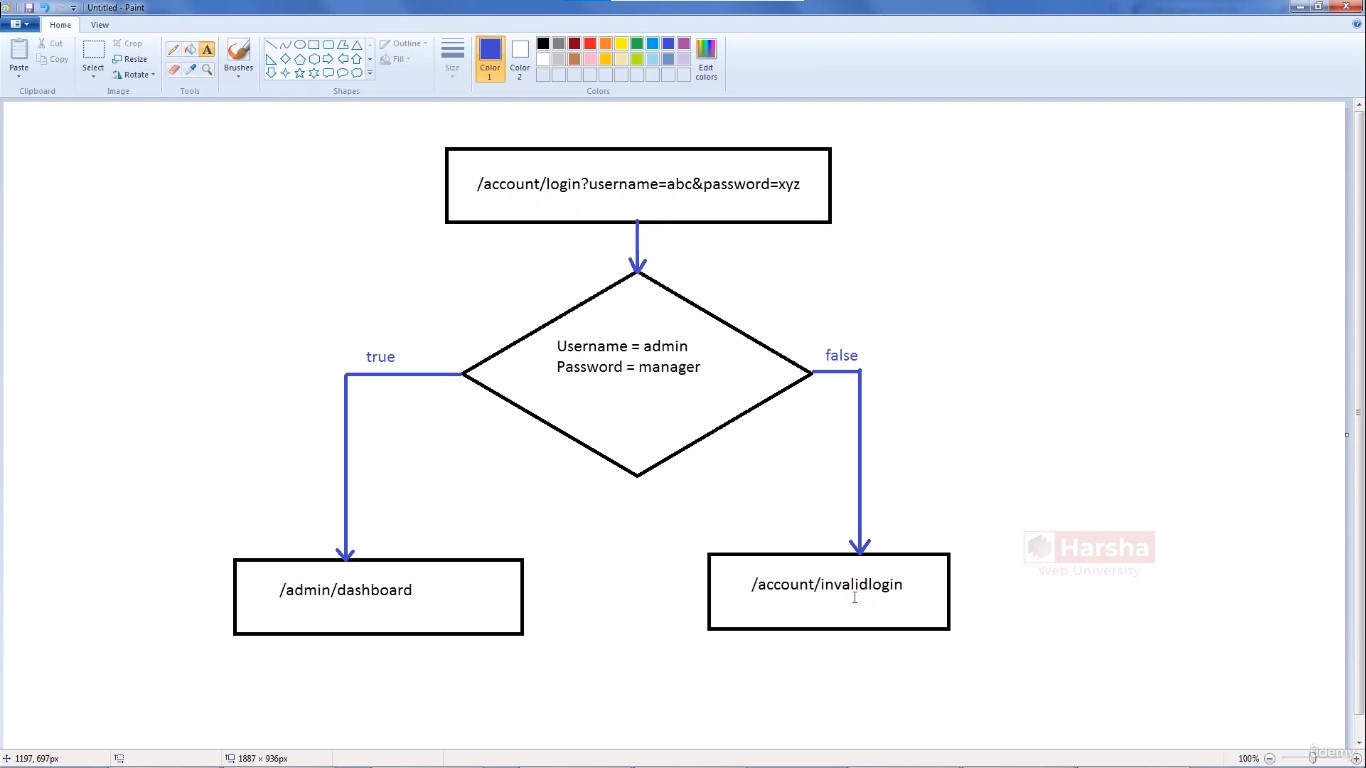 Untitled - Paint
Home View
Paste
Cut
Copy
Clipboard
Select
Crop
Resize
Rotate
Image
Tools
Brushes
Outline
Fill
Shapes
Size
Color 1
Color 2
Edit colors
Colors
/account/login?username=abc&password=xyz
Username = admin
Password = manager
true
false
/admin/dashboard
/account/invalidlogin
Harsha
Web University
1197, 697px
1887 × 936px
100%
ûdemy